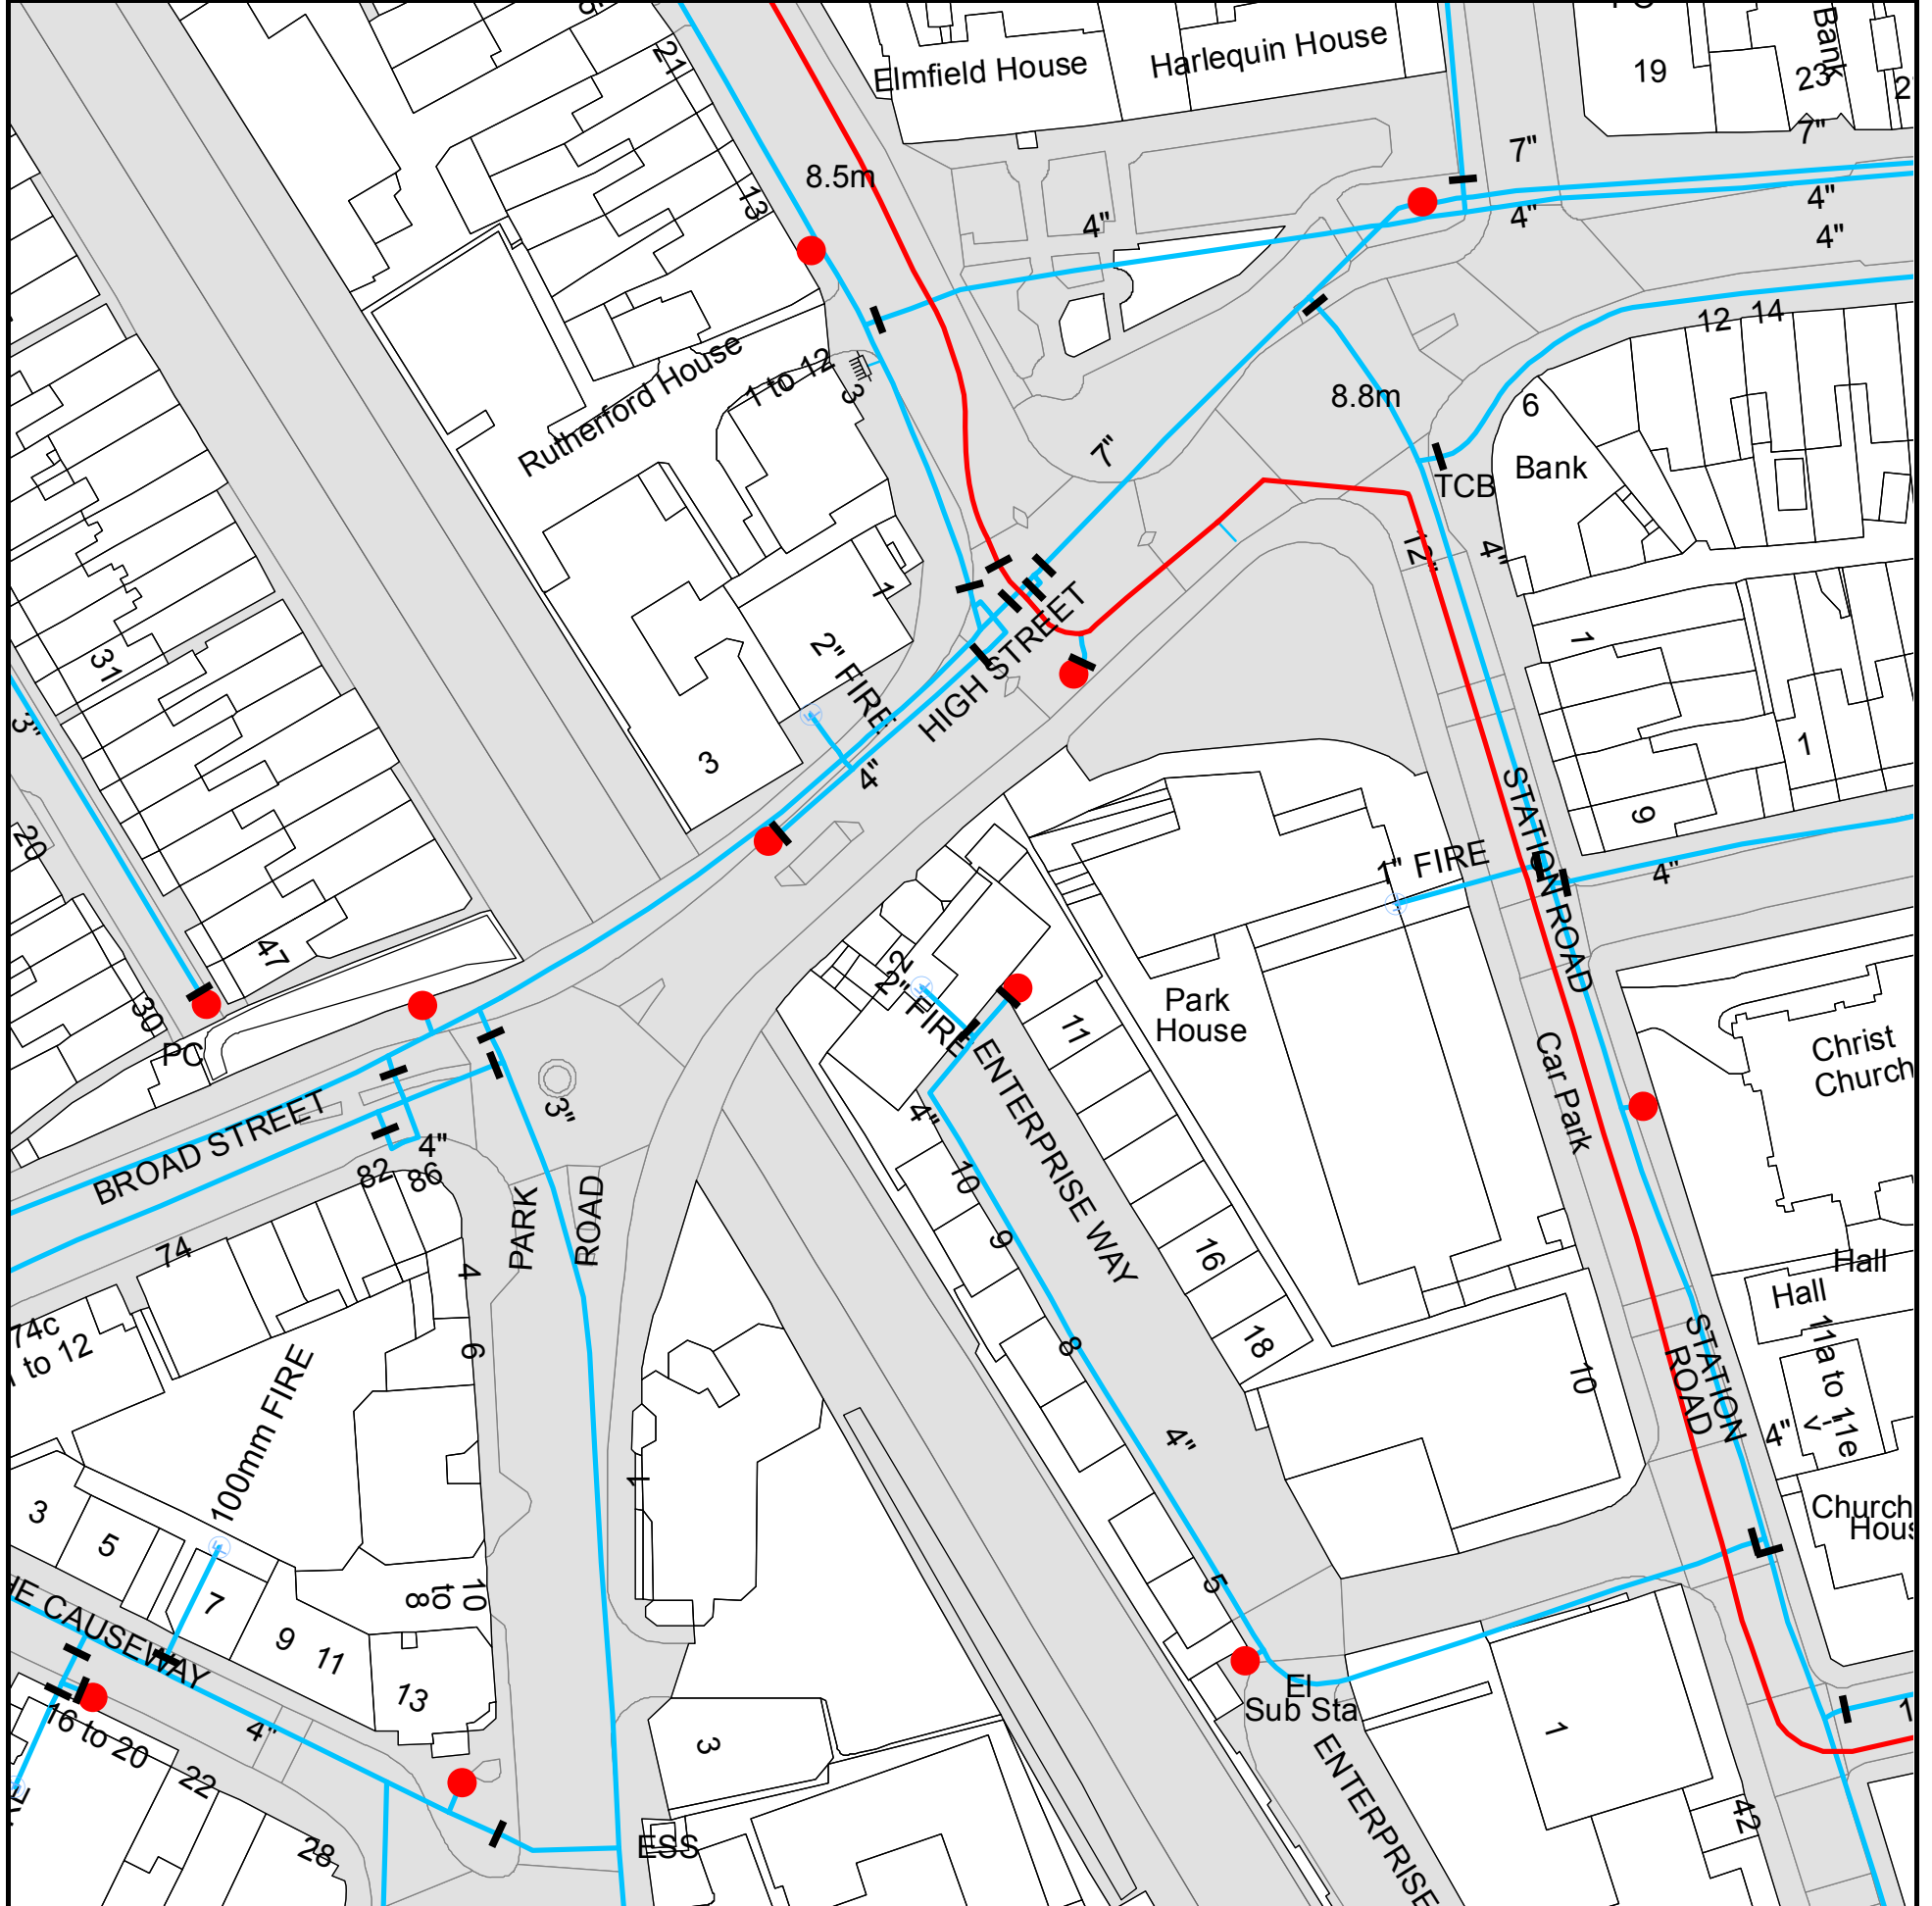 21
Elmfield House
Harlequin House
19
Bank
23
7"
7"
8.5m
13
4"
4"
4"
4"
12
14
Rutherford House
1 to 12
3
8.8m
6
Bank
TCB
7"
12"
4"
1
1
31
2" FIRE
HIGH STREET
3"
3
4"
1
9
20
STATION ROAD
1" FIRE
4"
47
30
PC
2
2" FIRE
11
Park
House
Christ
Church
Car Park
BROAD STREET
3"
4"
82
86
ENTERPRISE WAY
4"
10
PARK
ROAD
74
4
9
16
Hall
Hall
74c
to 12
6
8
18
10
STATION
ROAD
11a to 11e
4"
100mm FIRE
4"
1
3
5
Church
7
8
to
10
5
9
11
THE CAUSEWAY
13
El
Sub Sta
16 to 20
4"
3
1
22
42
28
ESS
ENTERPRISE